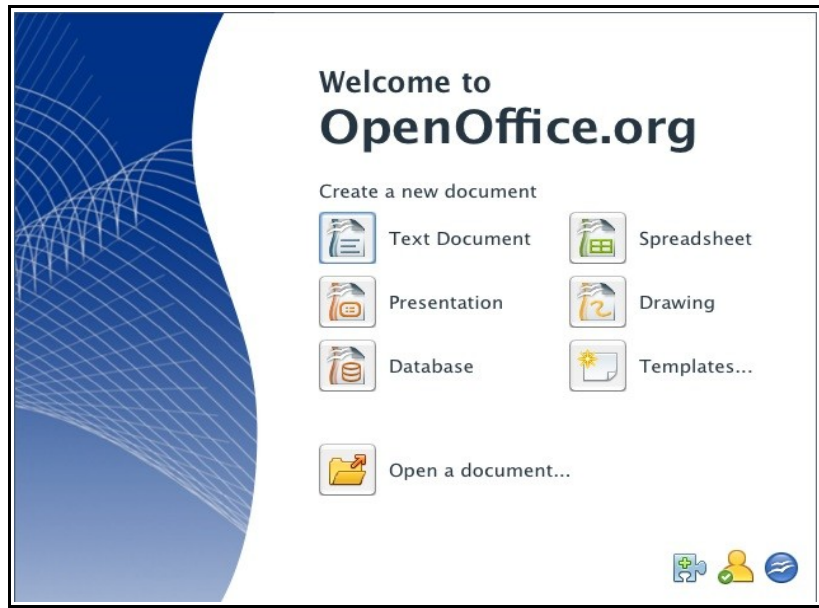 Welcome to
OpenOffice.org
Create a new document
Text Document
Spreadsheet
Presentation
Drawing
Database
Templates...
Open a document...